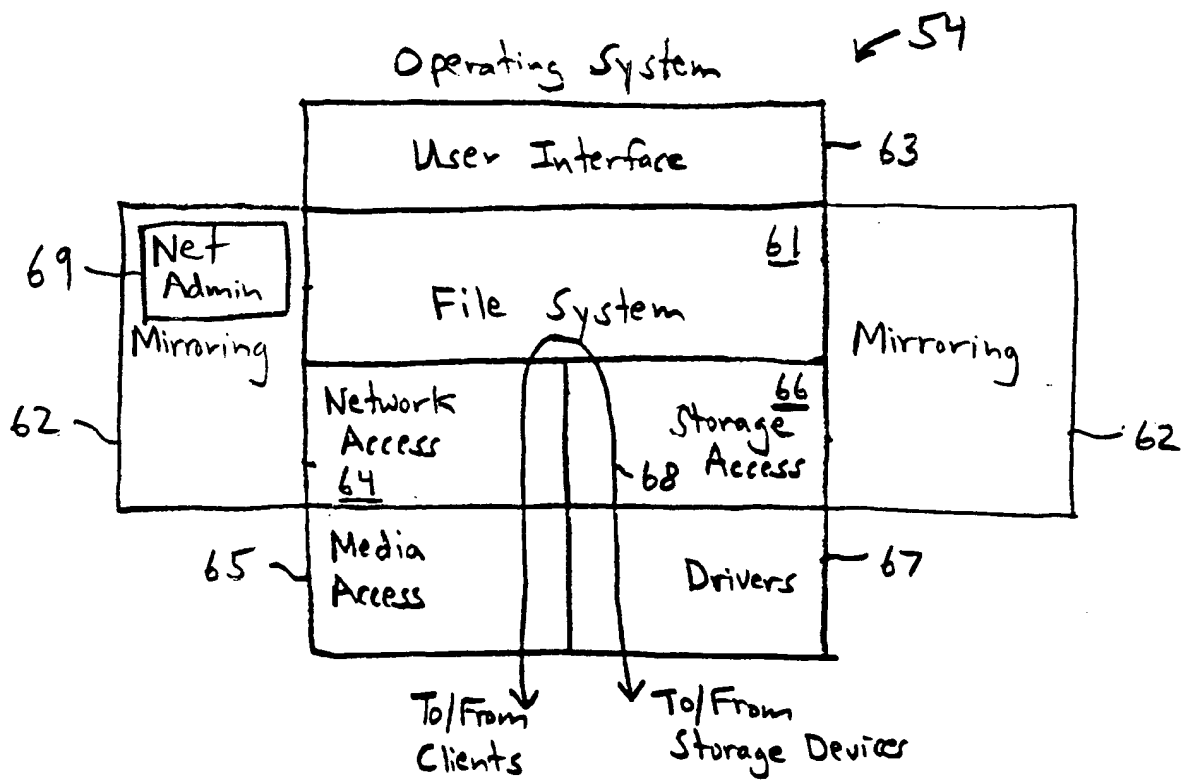 54
Operating System
User Interface
63
Net
Admin
69
61
File System
Mirroring
Mirroring
62
Network
Access
64
66
Storage
Access
68
62
65
Media
Access
Drivers
67
To/From
Clients
To/From
Storage Devices